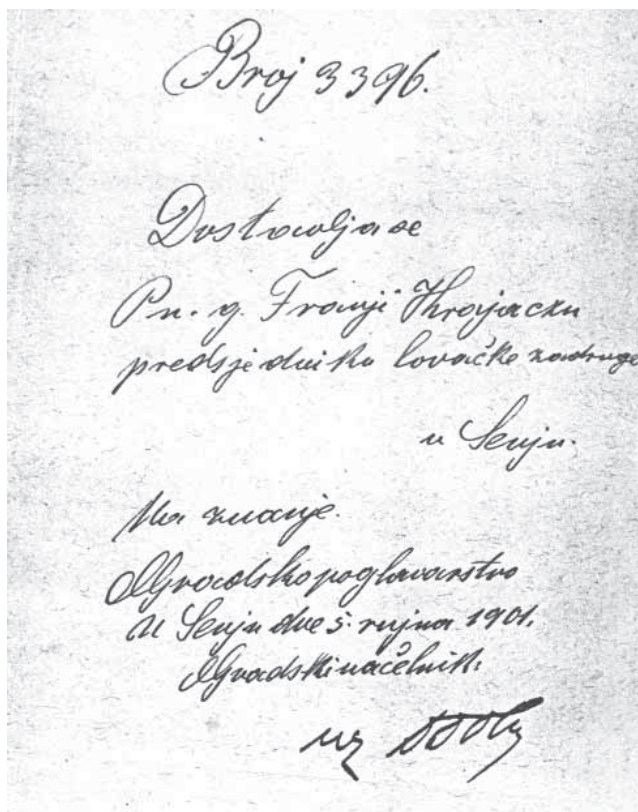 Broj 3396.
Dostavlja se
Pn. g. Franji Krajaczu
predsjedniku lovačke zadruge
u Senju.
Na znanje.
Gradsko poglavarstvo
U Senju dne 5. rujna 1901.
Gradski načelnik: